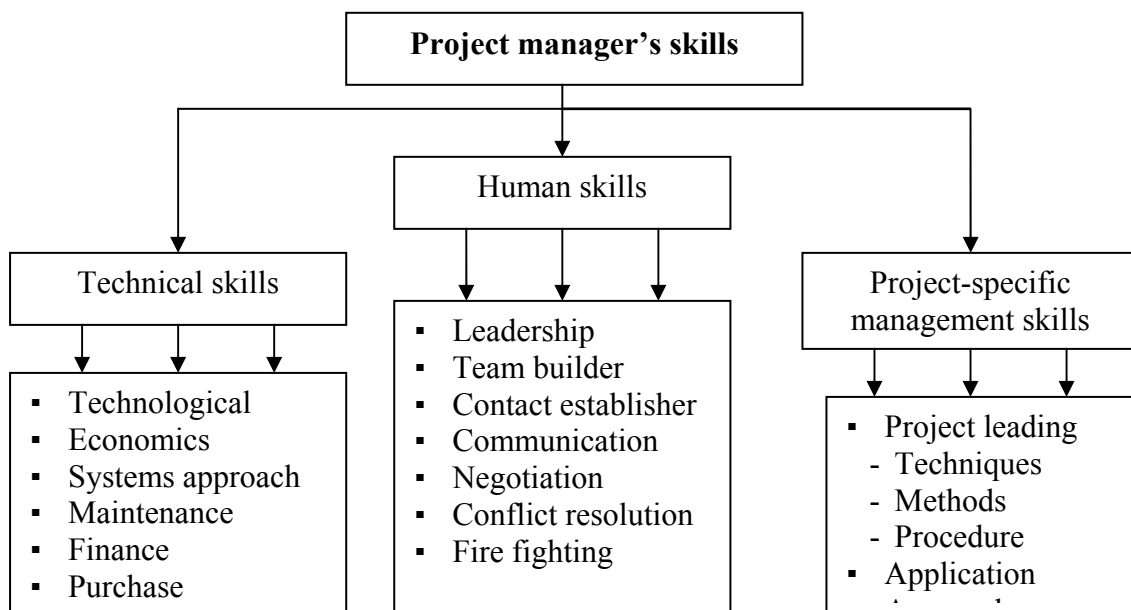 Project manager’s skills
Human skills
Technical skills
Project-specific
management skills
▪ Leadership
▪ Team builder
▪ Contact establisher
▪ Communication
▪ Negotiation
▪ Conflict resolution
▪ Fire fighting
▪ Technological
▪ Economics
▪ Systems approach
▪ Maintenance
▪ Finance
▪ Purchase
▪ Project leading
- Techniques
- Methods
- Procedure
▪ Application